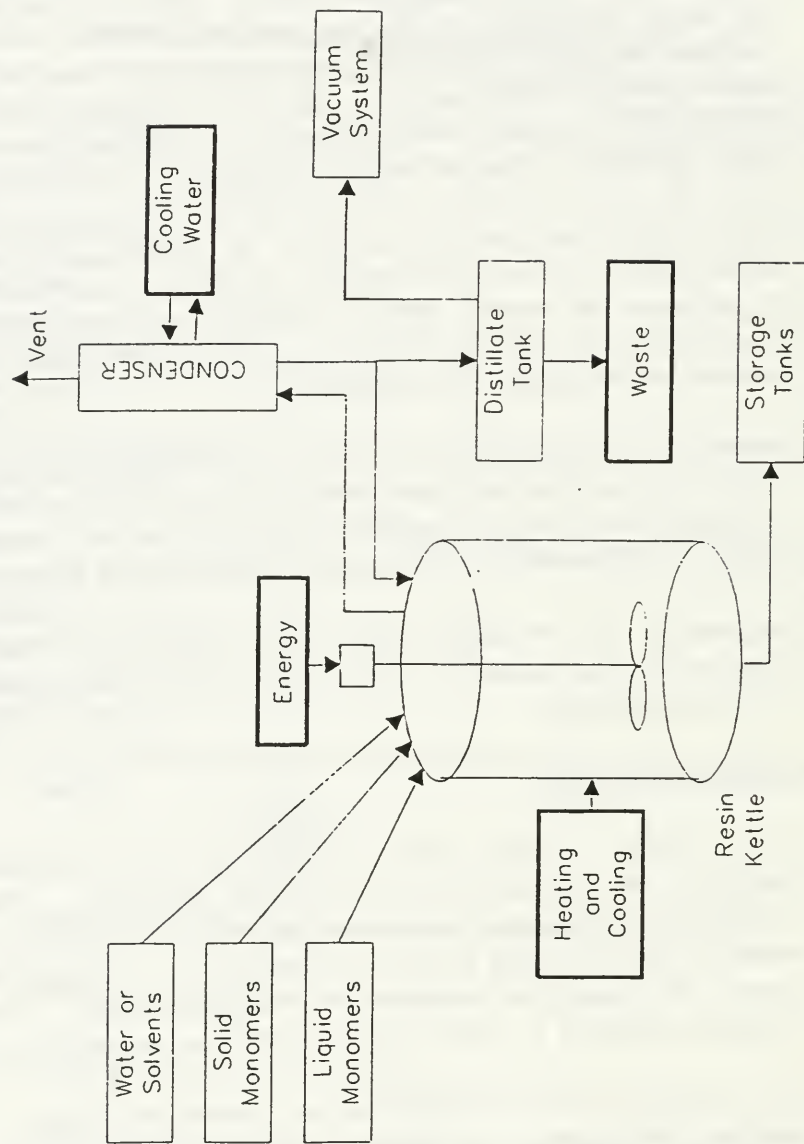 Water or
Solvents
Solid
Monomers
Liquid
Monomers
Energy
Vent
CONDENSER
Cooling
Water
Vacuum
System
Distillate
Tank
Waste
Heating
and
Cooling
Resin
Kettle
Storage
Tanks